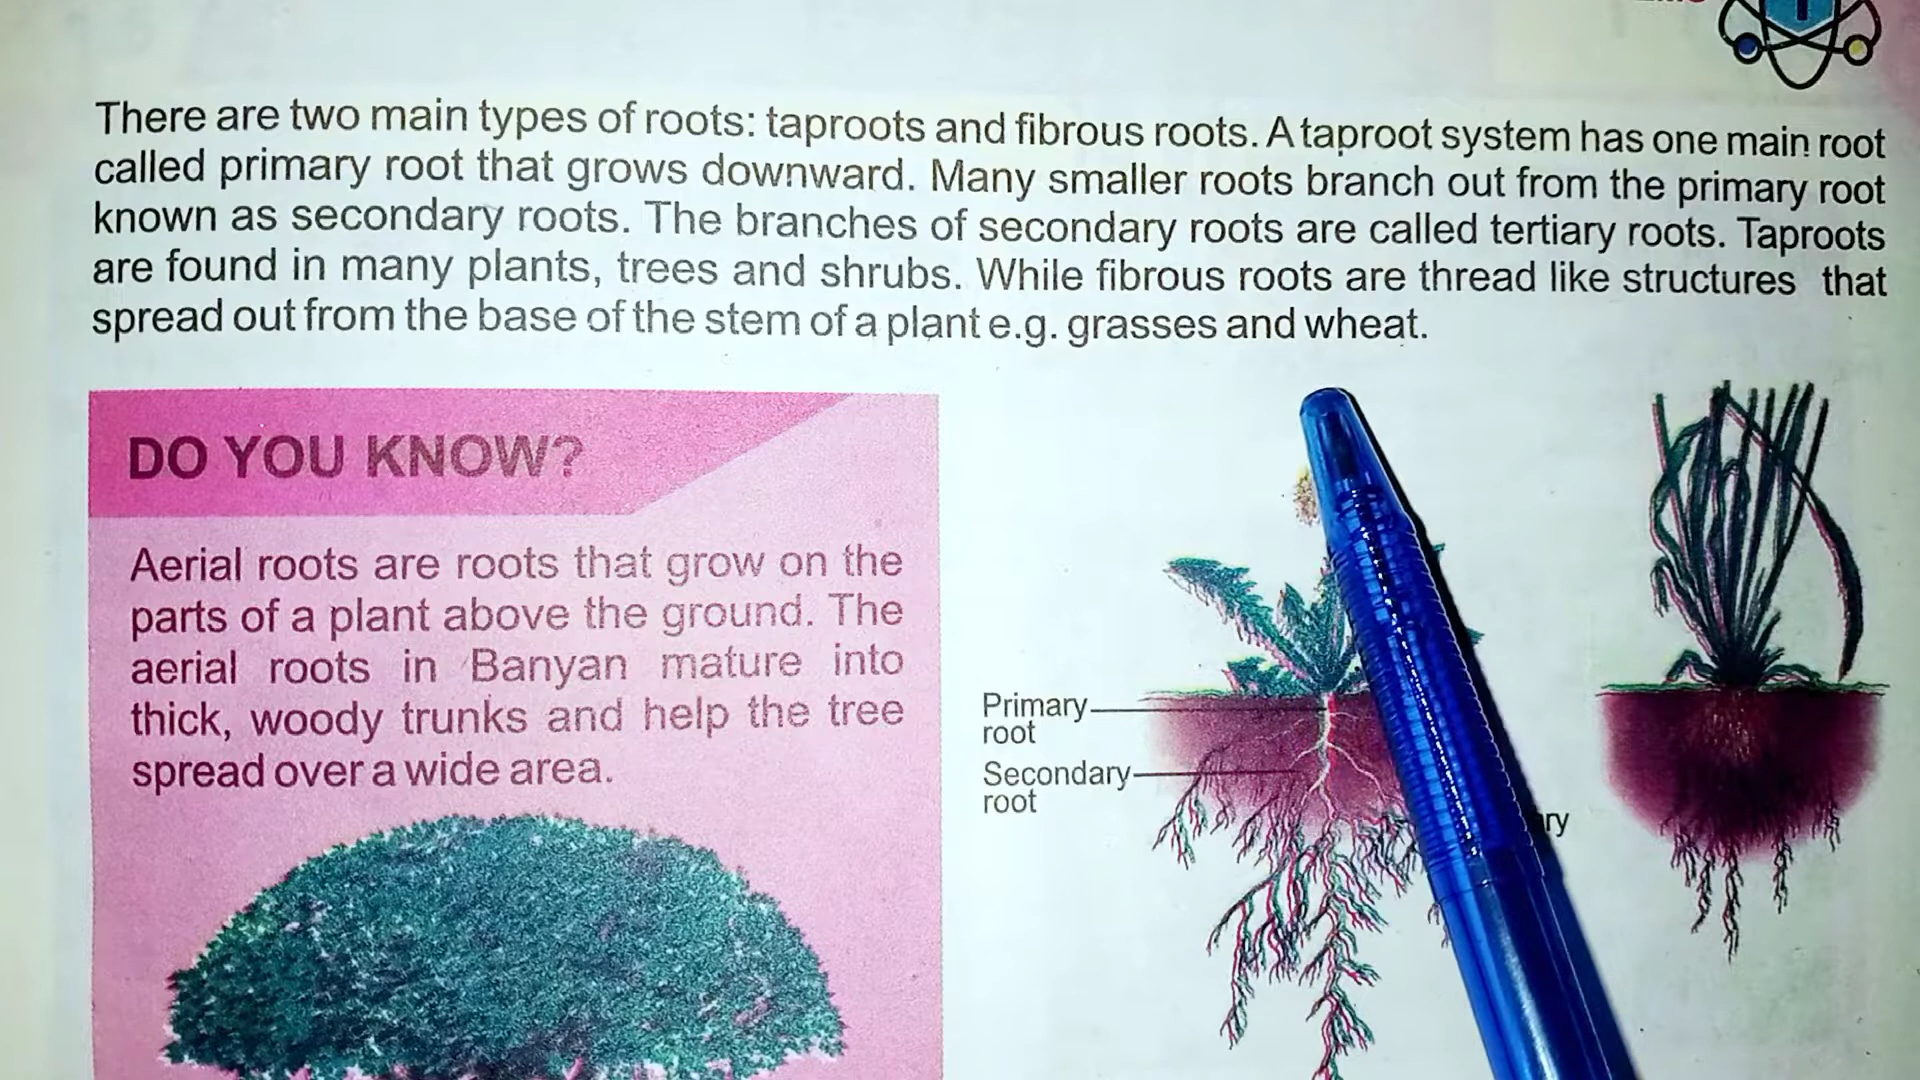 There are two main types of roots: taproots and fibrous roots. A taproot system has one main root
called primary root that grows downward. Many smaller roots branch out from the primary root
known as secondary roots. The branches of secondary roots are called tertiary roots. Taproots
are found in many plants, trees and shrubs. While fibrous roots are thread like structures that
spread out from the base of the stem of a plant e.g. grasses and wheat.
DO YOU KNOW?
Aerial roots are roots that grow on the
parts of a plant above the ground. The
aerial roots in Banyan mature into
thick, woody trunks and help the tree
spread over a wide area.
Primary
root
Secondary
root